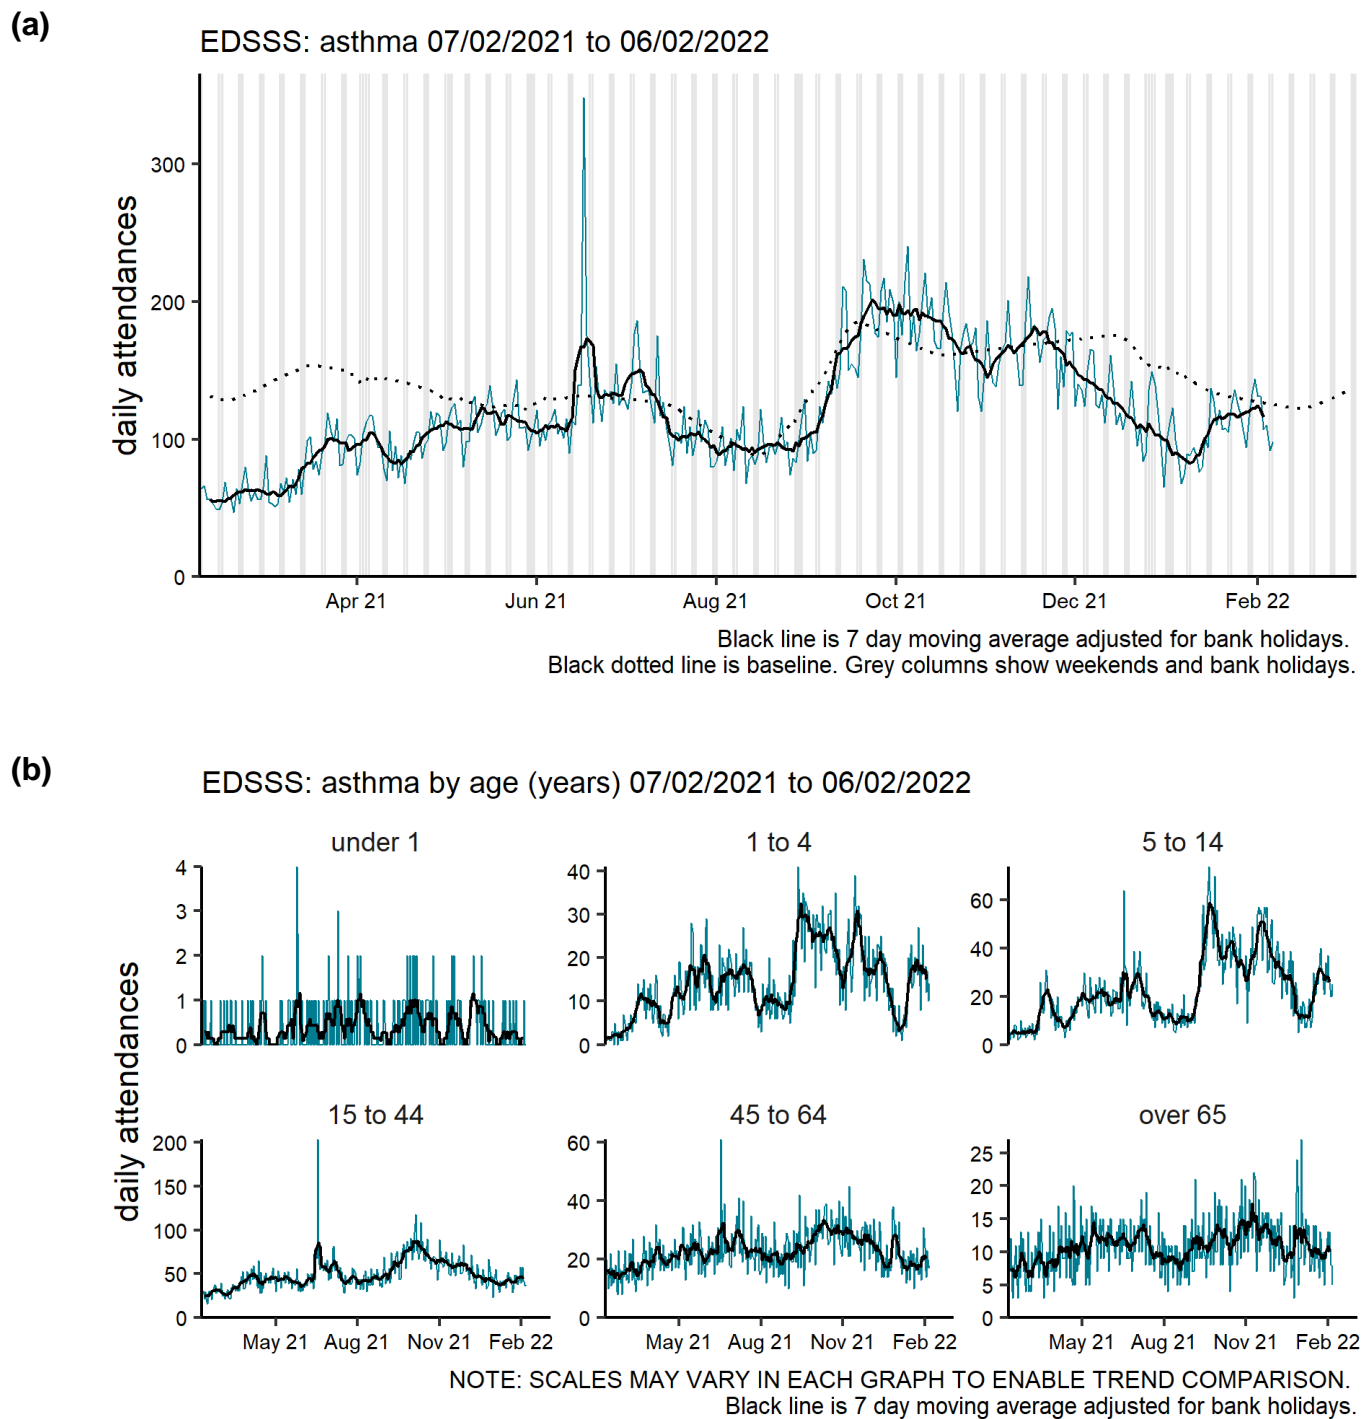 (a)
EDSSS: asthma 07/02/2021 to 06/02/2022
daily attendances
300
200
100
0
Apr 21 Jun 21 Aug 21 Oct 21 Dec 21 Feb 22
Black line is 7 day moving average adjusted for bank holidays.
Black dotted line is baseline. Grey columns show weekends and bank holidays.
(b)
EDSSS: asthma by age (years) 07/02/2021 to 06/02/2022
daily attendances
under 1
4
3
2
1
0
1 to 4
40
30
20
10
0
5 to 14
60
40
20
0
15 to 44
200
150
100
50
0
May 21 Aug 21 Nov 21 Feb 22
45 to 64
60
40
20
0
May 21 Aug 21 Nov 21 Feb 22
over 65
25
20
15
10
5
0
May 21 Aug 21 Nov 21 Feb 22
NOTE: SCALES MAY VARY IN EACH GRAPH TO ENABLE TREND COMPARISON.
Black line is 7 day moving average adjusted for bank holidays.